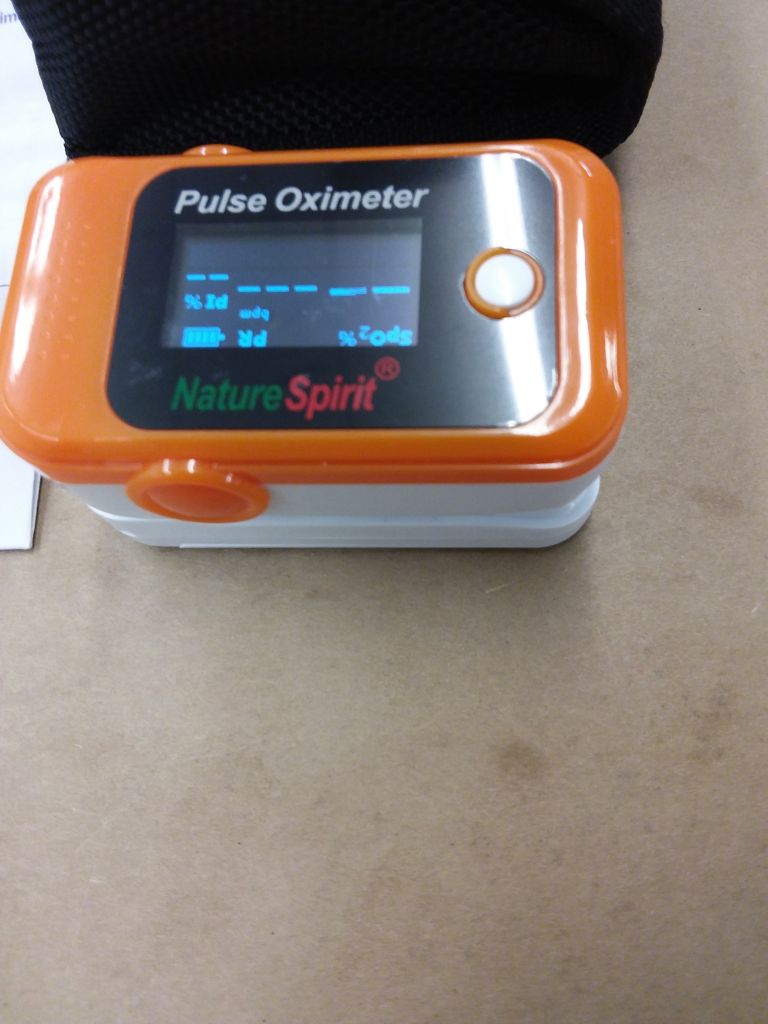 Pulse Oximeter
SpO₂% PR bpm PI%
-- --- --
NatureSpirit®